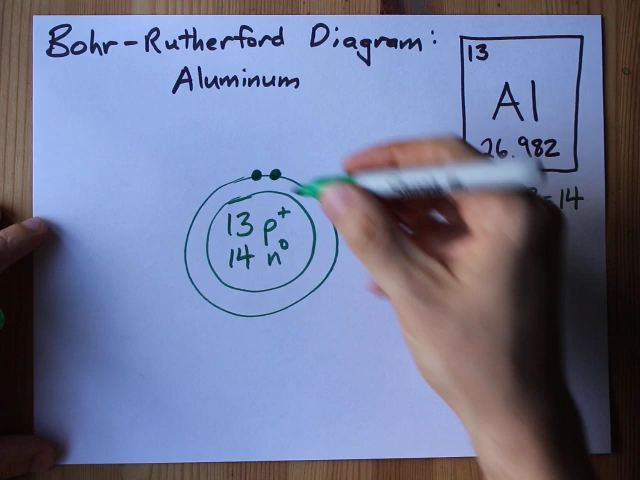 Bohr-Rutherford Diagram:
Aluminum
13
Al
26.982
-14
13 p+
14 n⁰